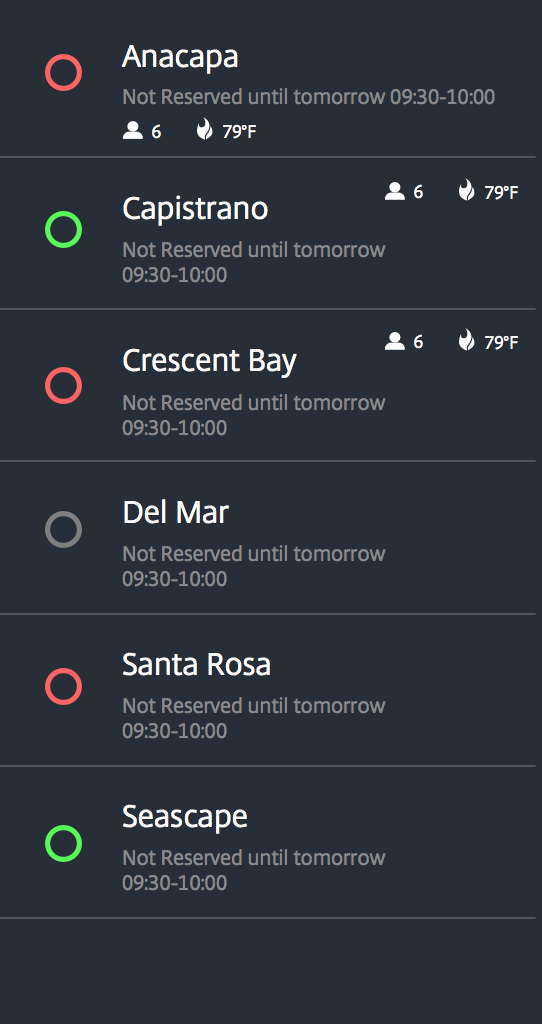 Anacapa
Not Reserved until tomorrow 09:30-10:00
6 79°F
Capistrano
6 79°F
Not Reserved until tomorrow
09:30-10:00
Crescent Bay
6 79°F
Not Reserved until tomorrow
09:30-10:00
Del Mar
Not Reserved until tomorrow
09:30-10:00
Santa Rosa
Not Reserved until tomorrow
09:30-10:00
Seascape
Not Reserved until tomorrow
09:30-10:00